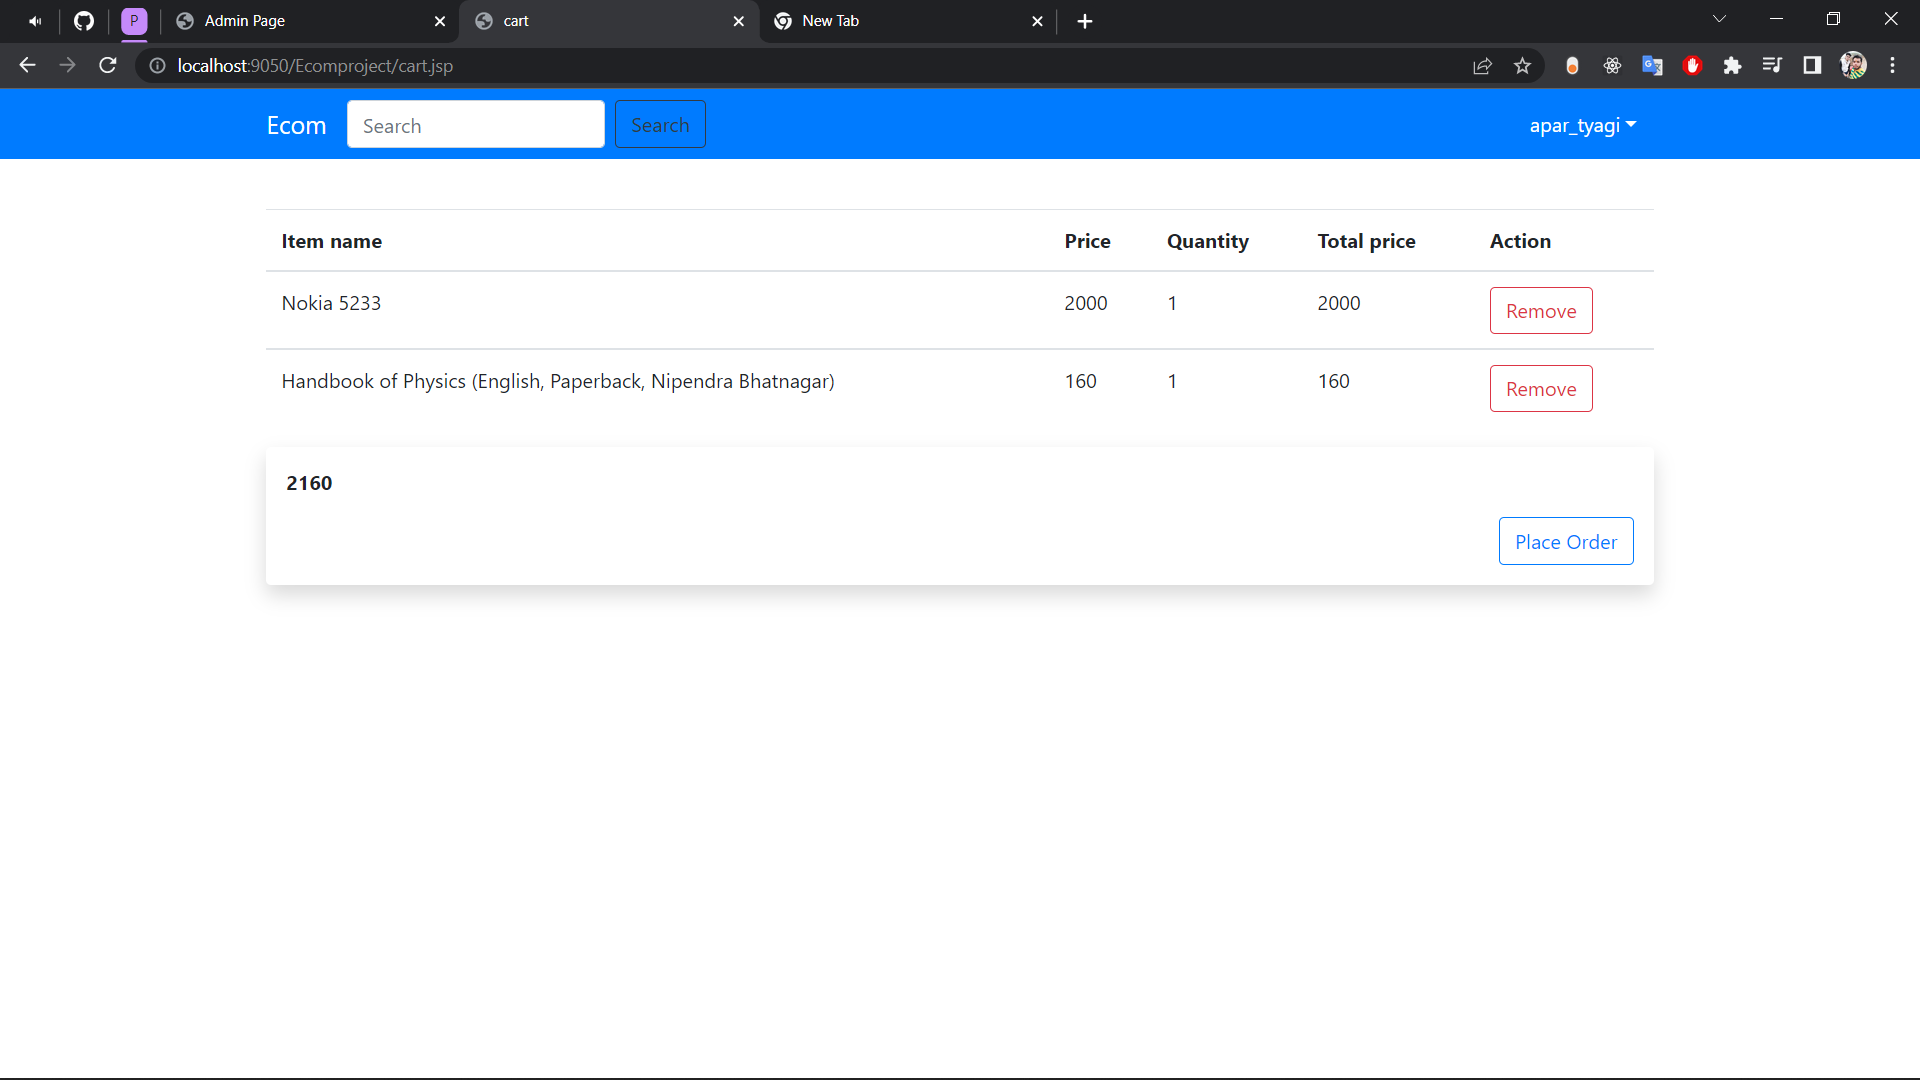 P Admin Page cart New Tab
localhost:9050/Ecomproject/cart.jsp
Ecom Search Search apar_tyagi
Item name Price Quantity Total price Action
Nokia 5233 2000 1 2000 Remove
Handbook of Physics (English, Paperback, Nipendra Bhatnagar) 160 1 160 Remove
2160
Place Order